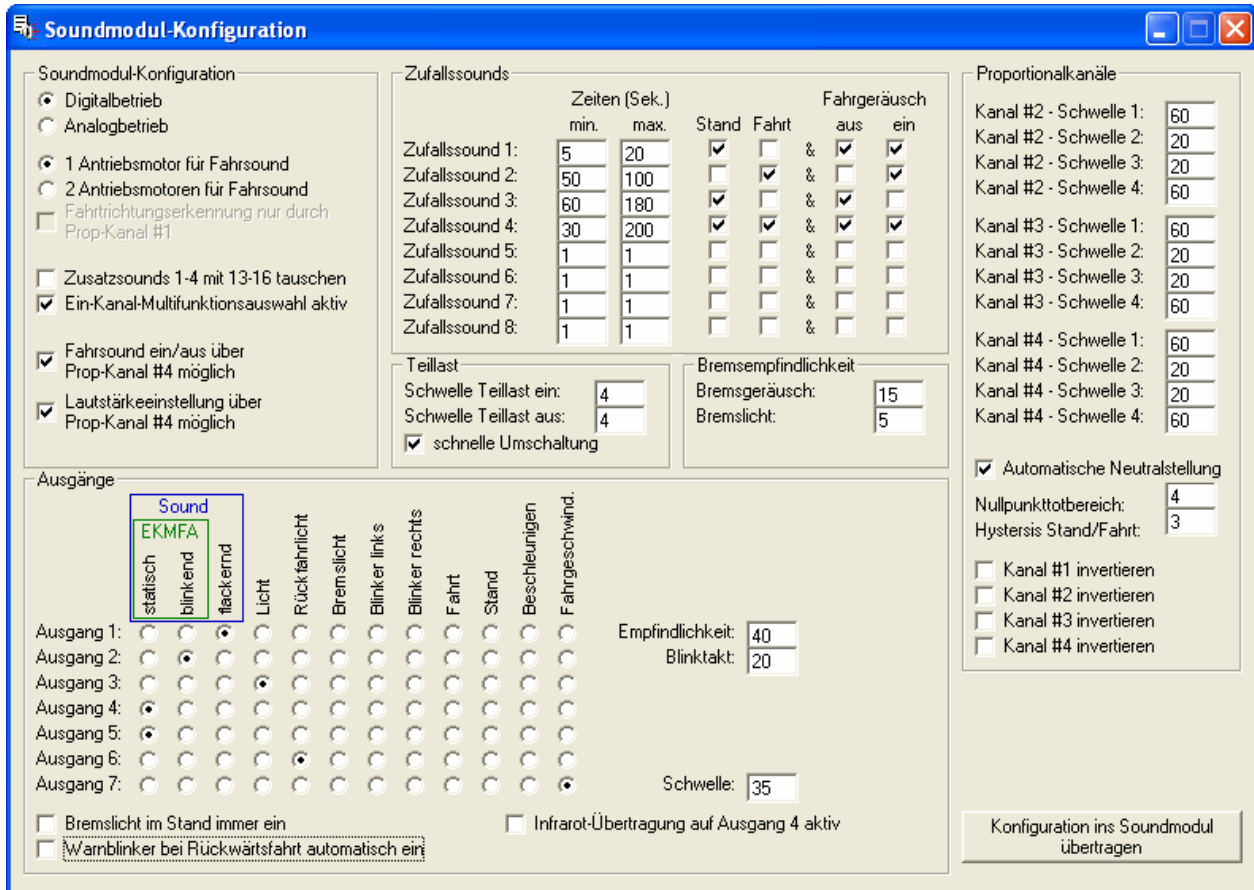 Soundmodul-Konfiguration
Soundmodul-Konfiguration
Digitalbetrieb
Analogbetrieb
1 Antriebsmotor für Fahrsound
2 Antriebsmotoren für Fahrsound
Fahrtrichtungserkennung nur durch
Prop-Kanal #1
Zusatzsounds 1-4 mit 13-16 tauschen
Ein-Kanal-Multifunktionsauswahl aktiv
Fahrsound ein/aus über
Prop-Kanal #4 möglich
Lautstärkeeinstellung über
Prop-Kanal #4 möglich
Zufallssounds
Zeiten (Sek.) Fahrgeräusch
min. max. Stand Fahrt aus ein
Zufallssound 1: 5 20 &
Zufallssound 2: 50 100 &
Zufallssound 3: 60 180 &
Zufallssound 4: 30 200 &
Zufallssound 5: 1 1 &
Zufallssound 6: 1 1 &
Zufallssound 7: 1 1 &
Zufallssound 8: 1 1 &
Teillast
Schwelle Teillast ein: 4
Schwelle Teillast aus: 4
schnelle Umschaltung
Bremsempfindlichkeit
Bremsgeräusch: 15
Bremslicht: 5
Proportionalkanäle
Kanal #2 - Schwelle 1: 60
Kanal #2 - Schwelle 2: 20
Kanal #2 - Schwelle 3: 20
Kanal #2 - Schwelle 4: 60
Kanal #3 - Schwelle 1: 60
Kanal #3 - Schwelle 2: 20
Kanal #3 - Schwelle 3: 20
Kanal #3 - Schwelle 4: 60
Kanal #4 - Schwelle 1: 60
Kanal #4 - Schwelle 2: 20
Kanal #4 - Schwelle 3: 20
Kanal #4 - Schwelle 4: 60
Automatische Neutralstellung
Nullpunkttotbereich: 4
Hystersis Stand/Fahrt: 3
Kanal #1 invertieren
Kanal #2 invertieren
Kanal #3 invertieren
Kanal #4 invertieren
Ausgänge
Sound
EKMFA
statisch
blinkend
flackernd
Licht
Rückfahrlicht
Bremslicht
Blinker links
Blinker rechts
Fahrt
Stand
Beschleunigen
Fahrgeschwind.
Ausgang 1: Empfindlichkeit: 40
Ausgang 2: Blinktakt: 20
Ausgang 3:
Ausgang 4:
Ausgang 5:
Ausgang 6:
Ausgang 7: Schwelle: 35
Bremslicht im Stand immer ein
Infrarot-Übertragung auf Ausgang 4 aktiv
Warnblinker bei Rückwärtsfahrt automatisch ein
Konfiguration ins Soundmodul
übertragen